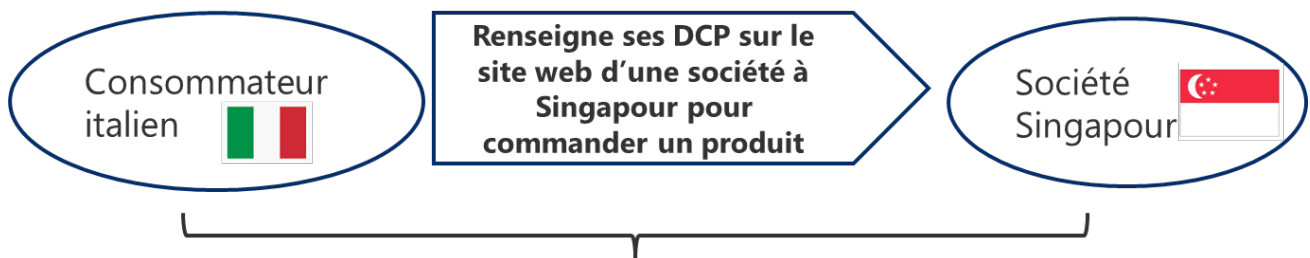 Consommateur
italien
Renseigne ses DCP sur le
site web d’une société à
Singapour pour
commander un produit
Société
Singapour